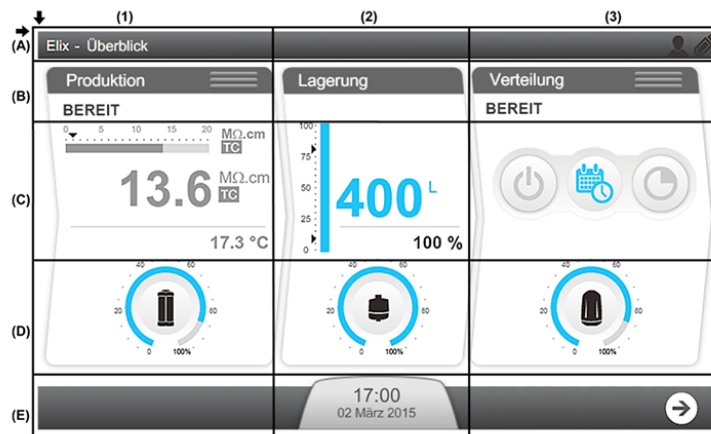 (1) (2) (3)
(A) Elix - Überblick
(B) Produktion Lagerung Verteilung
BEREIT BEREIT
0 5 10 15 20 MΩ.cm
TC
(C) 13.6 MΩ.cm
TC
17.3 °C
100
75
50
25
0
400 L
100 %
(D) 0 20 40 60 80 100%
0 20 40 60 80 100%
0 20 40 60 80 100%
(E) 17:00
02 März 2015